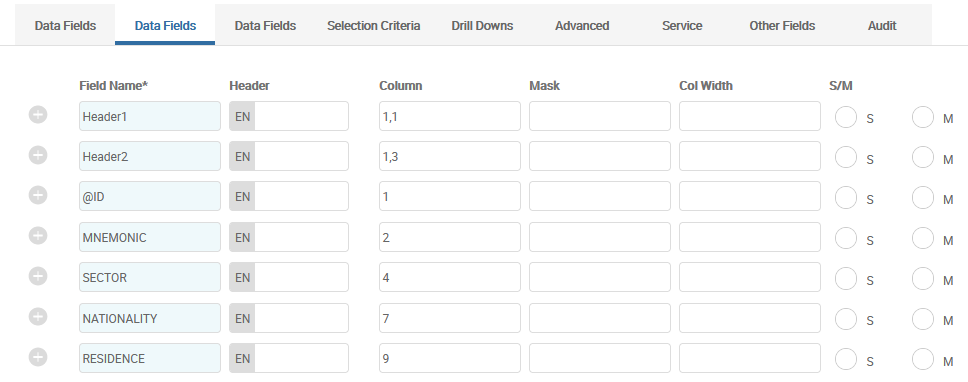 Data Fields Data Fields Data Fields Selection Criteria Drill Downs Advanced Service Other Fields Audit
Field Name* Header Column Mask Col Width S/M
Header1 EN 1,1 S M
Header2 EN 1,3 S M
@ID EN 1 S M
MNEMONIC EN 2 S M
SECTOR EN 4 S M
NATIONALITY EN 7 S M
RESIDENCE EN 9 S M